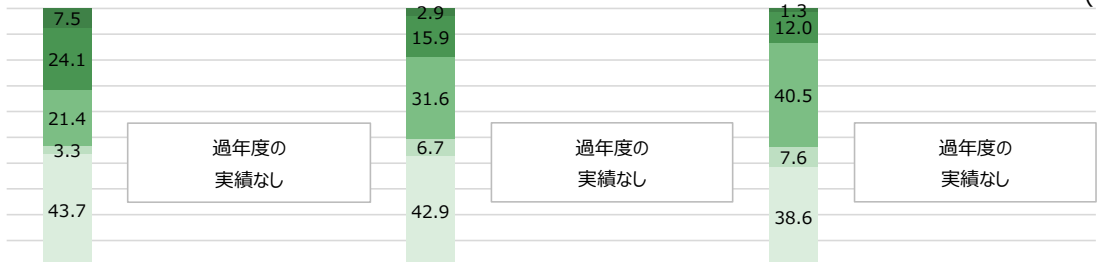 7.5
24.1
21.4
3.3
43.7
過年度の
実績なし
2.9
15.9
31.6
6.7
42.9
過年度の
実績なし
1.3
12.0
40.5
7.6
38.6
過年度の
実績なし
(